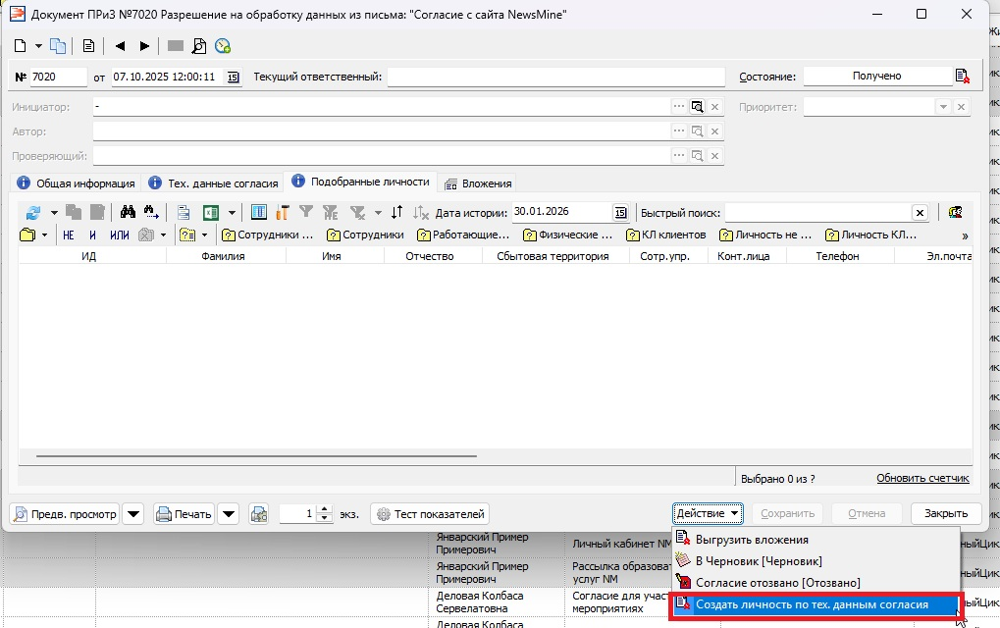 Документ ПРиЗ №7020 Разрешение на обработку данных из письма: "Согласие с сайта NewsMine"
№ 7020 от 07.10.2025 12:00:11 15 Текущий ответственный: Состояние: Получено
Инициатор: - Приоритет:
Автор:
Проверяющий:
Общая информация Тех. данные согласия Подобранные личности Вложения
Дата истории: 30.01.2026 15 Быстрый поиск:
НЕ И ИЛИ Сотрудники ... Сотрудники Работающие... Физические ... КЛ клиентов Личность не ... Личность КЛ... »
ИД Фамилия Имя Отчество Сбытовая территория Сотр.упр. Конт.лица Телефон Эл.почта
Выбрано 0 из ? Обновить счетчик
Предв. просмотр Печать 1 экз. Тест показателей Действие Сохранить Отмена Закрыть
Выгрузить вложения
В Черновик [Черновик]
Согласие отозвано [Отозвано]
Создать личность по тех. данным согласия
Январский Пример
Примерович
Личный кабинет NM
Январский Пример
Примерович
Рассылка образоват
услуг NM
Деловая Колбаса
Сервелатовна
Согласие для участ
мероприятиях
Деловая Колбаса